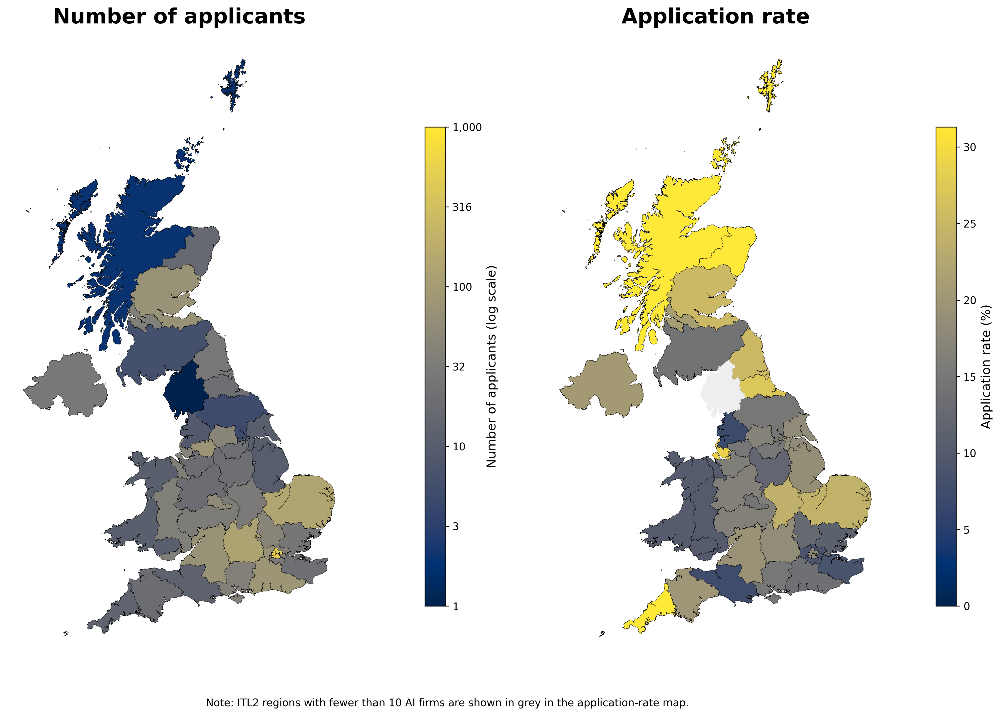 Number of applicants
Application rate
1,000
316
100
32
10
3
1
Number of applicants (log scale)
30
25
20
15
10
5
0
Application rate (%)
Note: ITL2 regions with fewer than 10 AI firms are shown in grey in the application-rate map.